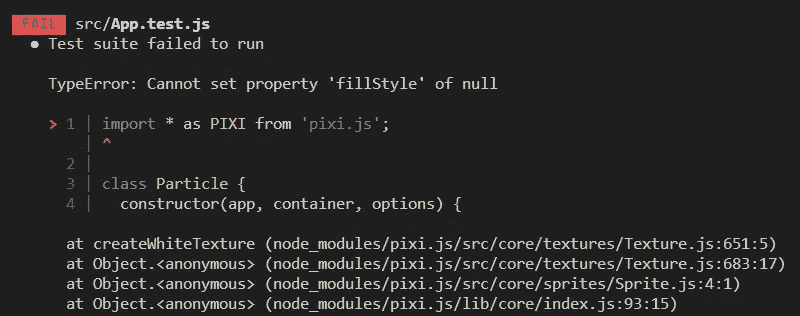 FAIL src/App.test.js
● Test suite failed to run
TypeError: Cannot set property 'fillStyle' of null
> 1 | import * as PIXI from 'pixi.js';
| ^
2 |
3 | class Particle {
4 | constructor(app, container, options) {
at createWhiteTexture (node_modules/pixi.js/src/core/textures/Texture.js:651:5)
at Object.<anonymous> (node_modules/pixi.js/src/core/textures/Texture.js:683:17)
at Object.<anonymous> (node_modules/pixi.js/src/core/sprites/Sprite.js:4:1)
at Object.<anonymous> (node_modules/pixi.js/lib/core/index.js:93:15)